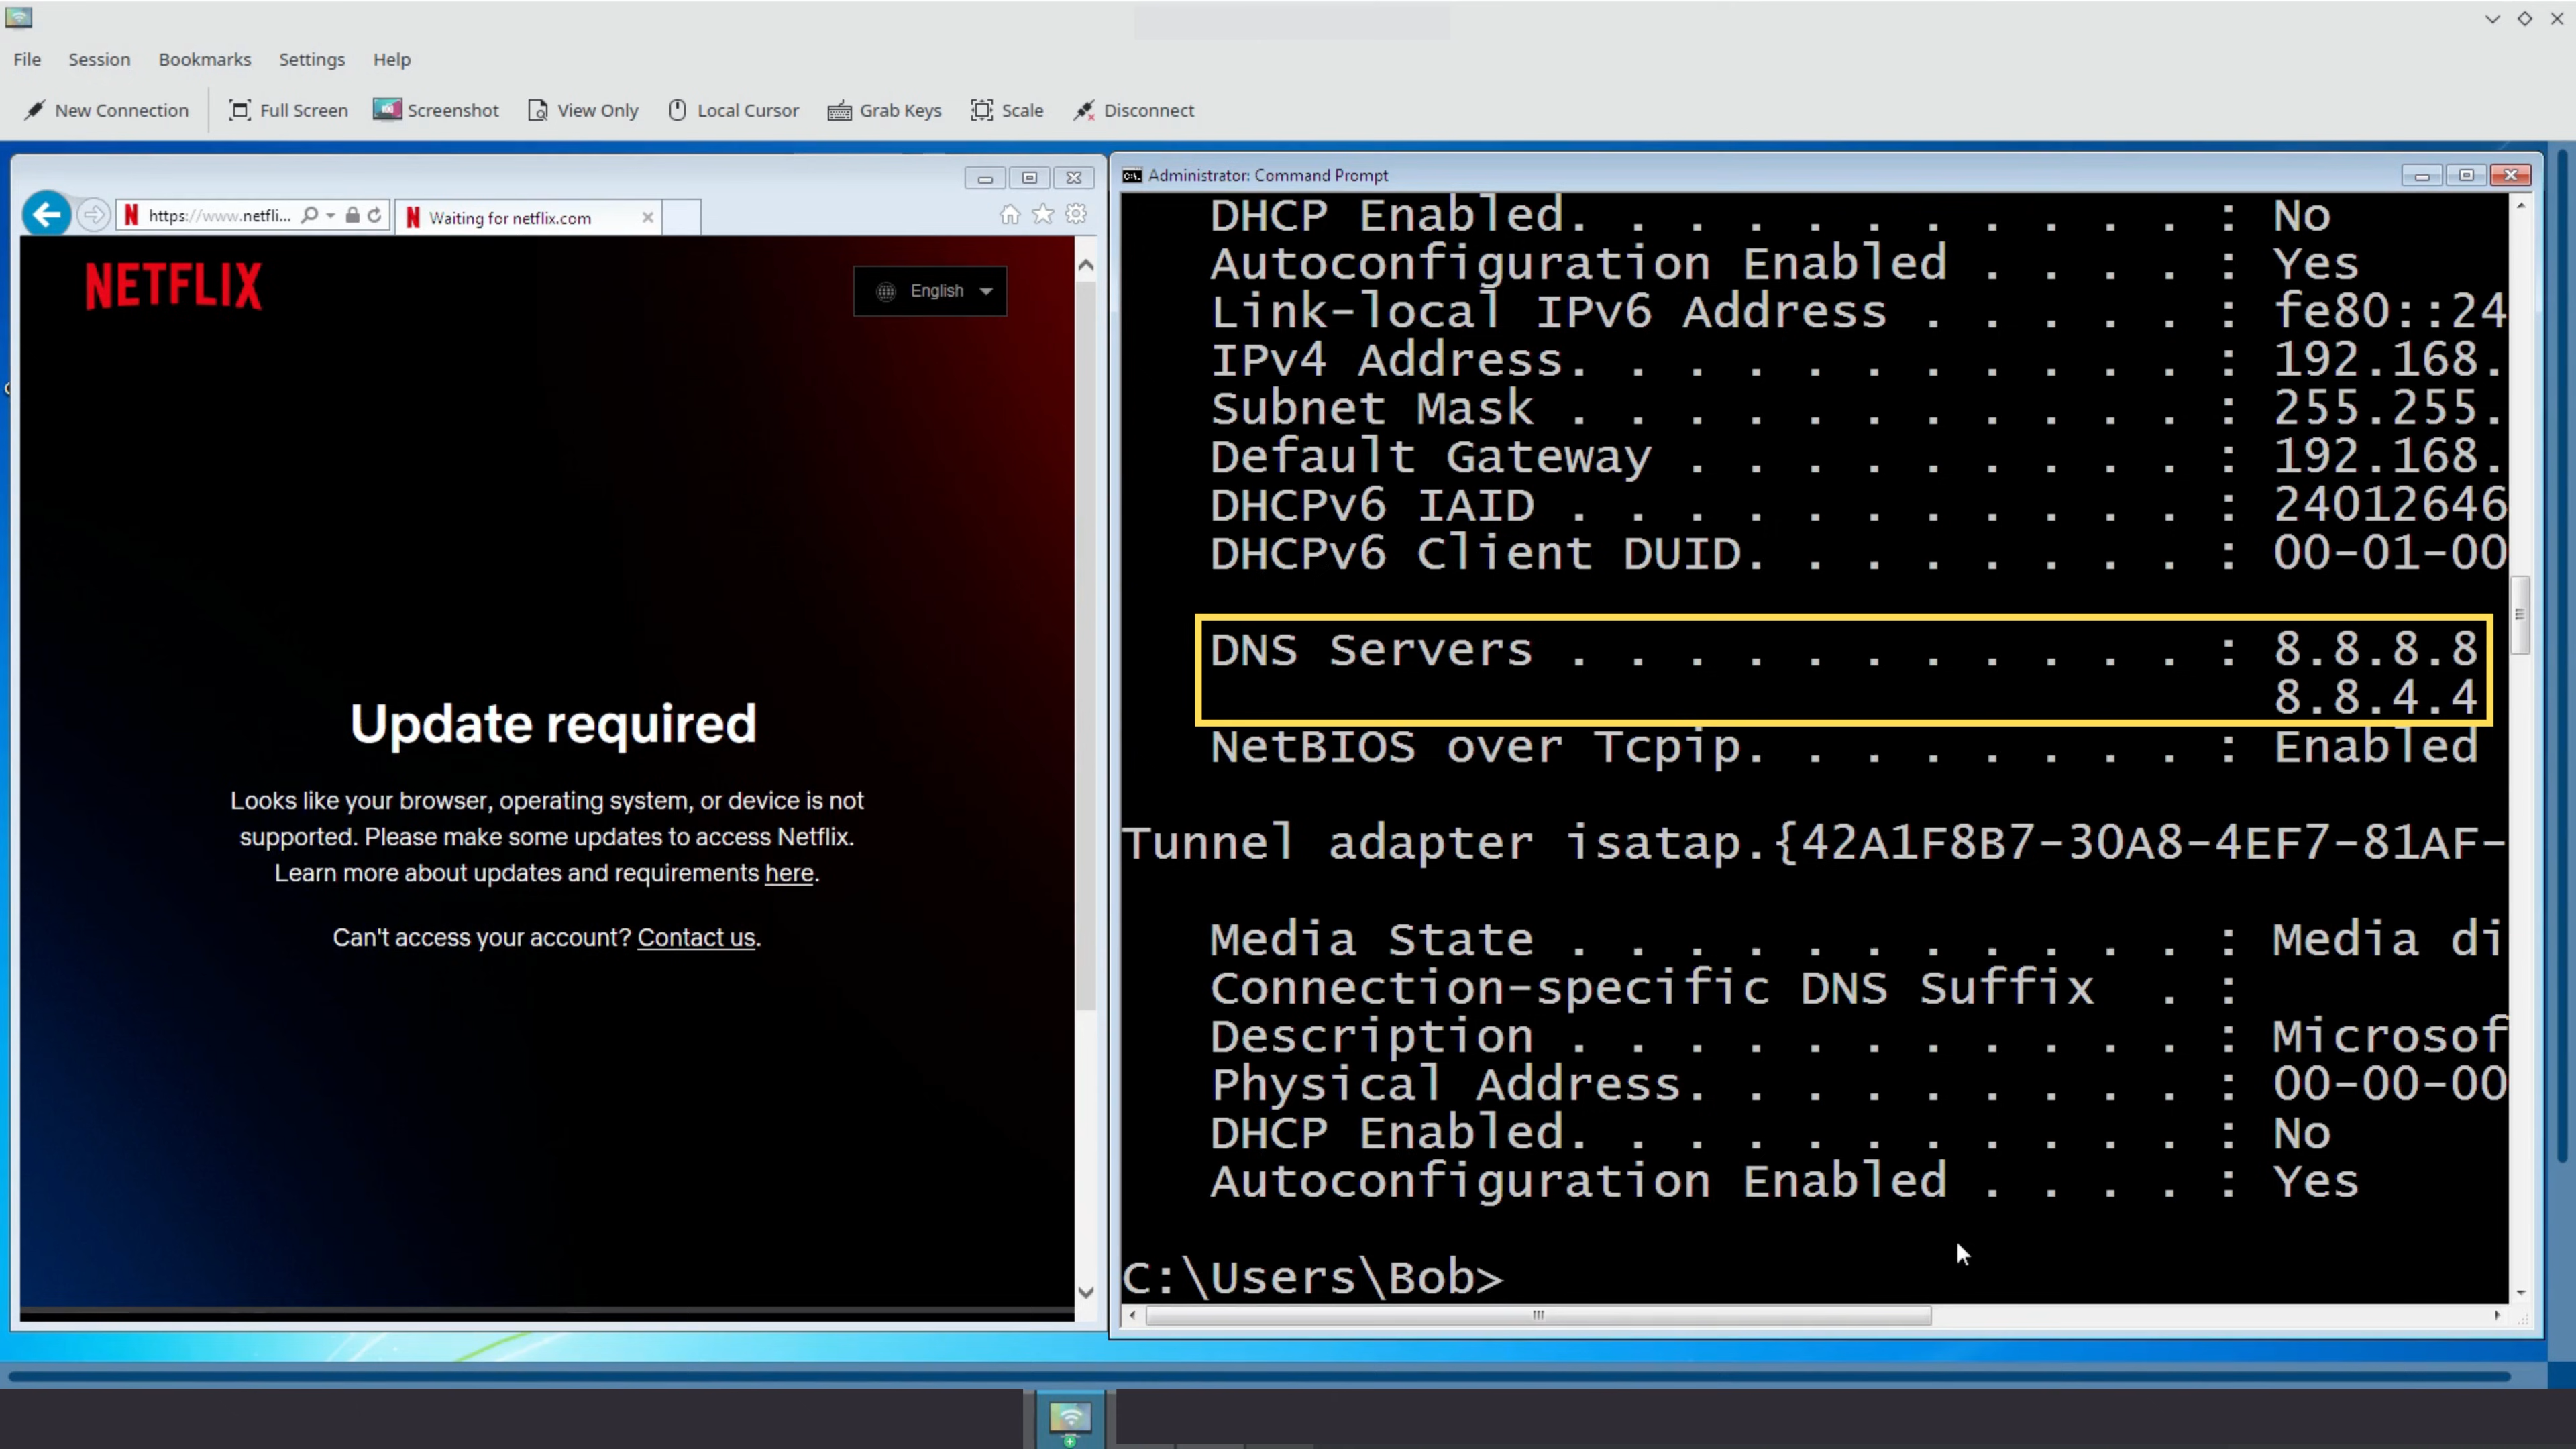 File Session Bookmarks Settings Help
New Connection Full Screen Screenshot View Only Local Cursor Grab Keys Scale Disconnect
https://www.netfli...
Waiting for netflix.com
NETFLIX
English
Update required
Looks like your browser, operating system, or device is not
supported. Please make some updates to access Netflix.
Learn more about updates and requirements here.
Can't access your account? Contact us.
Administrator: Command Prompt
DHCP Enabled. . . . . . . . . . . : No
Autoconfiguration Enabled . . . . : Yes
Link-local IPv6 Address . . . . . : fe80::24
IPv4 Address. . . . . . . . . . . : 192.168.
Subnet Mask . . . . . . . . . . . : 255.255.
Default Gateway . . . . . . . . . : 192.168.
DHCPv6 IAID . . . . . . . . . . . : 24012646
DHCPv6 Client DUID. . . . . . . . : 00-01-00
DNS Servers . . . . . . . . . . . : 8.8.8.8
8.8.4.4
NetBIOS over Tcpip. . . . . . . . : Enabled
Tunnel adapter isatap.{42A1F8B7-30A8-4EF7-81AF-
Media State . . . . . . . . . . . : Media di
Connection-specific DNS Suffix . :
Description . . . . . . . . . . . : Microsof
Physical Address. . . . . . . . . : 00-00-00
DHCP Enabled. . . . . . . . . . . : No
Autoconfiguration Enabled . . . . : Yes
C:\Users\Bob>